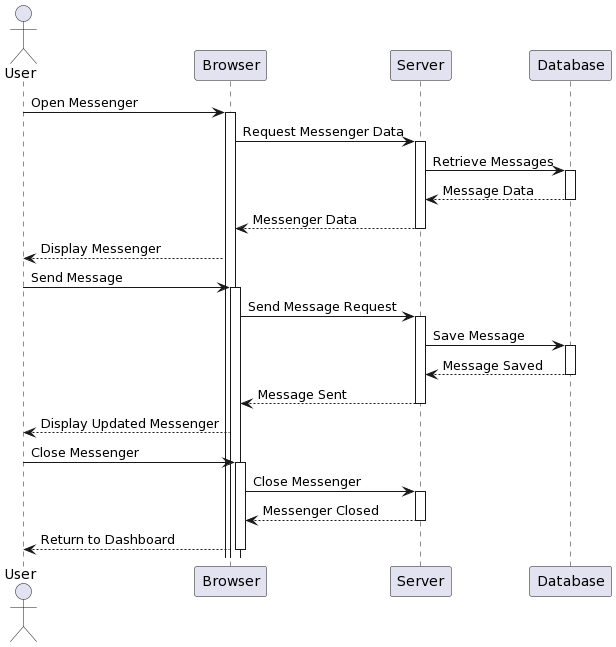 User
Browser
Server
Database
Open Messenger
Request Messenger Data
Retrieve Messages
Message Data
Messenger Data
Display Messenger
Send Message
Send Message Request
Save Message
Message Saved
Message Sent
Display Updated Messenger
Close Messenger
Close Messenger
Messenger Closed
Return to Dashboard
User
Browser
Server
Database